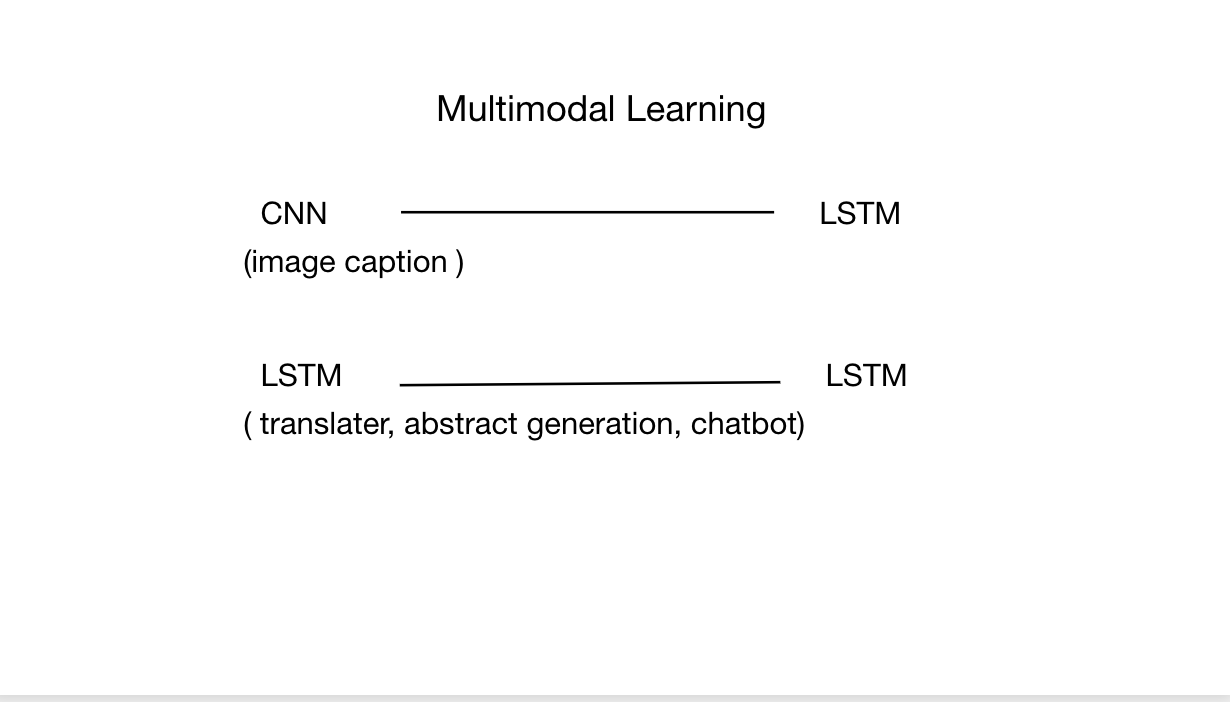 Multimodal Learning
CNN LSTM
(image caption )
LSTM LSTM
( translater, abstract generation, chatbot)